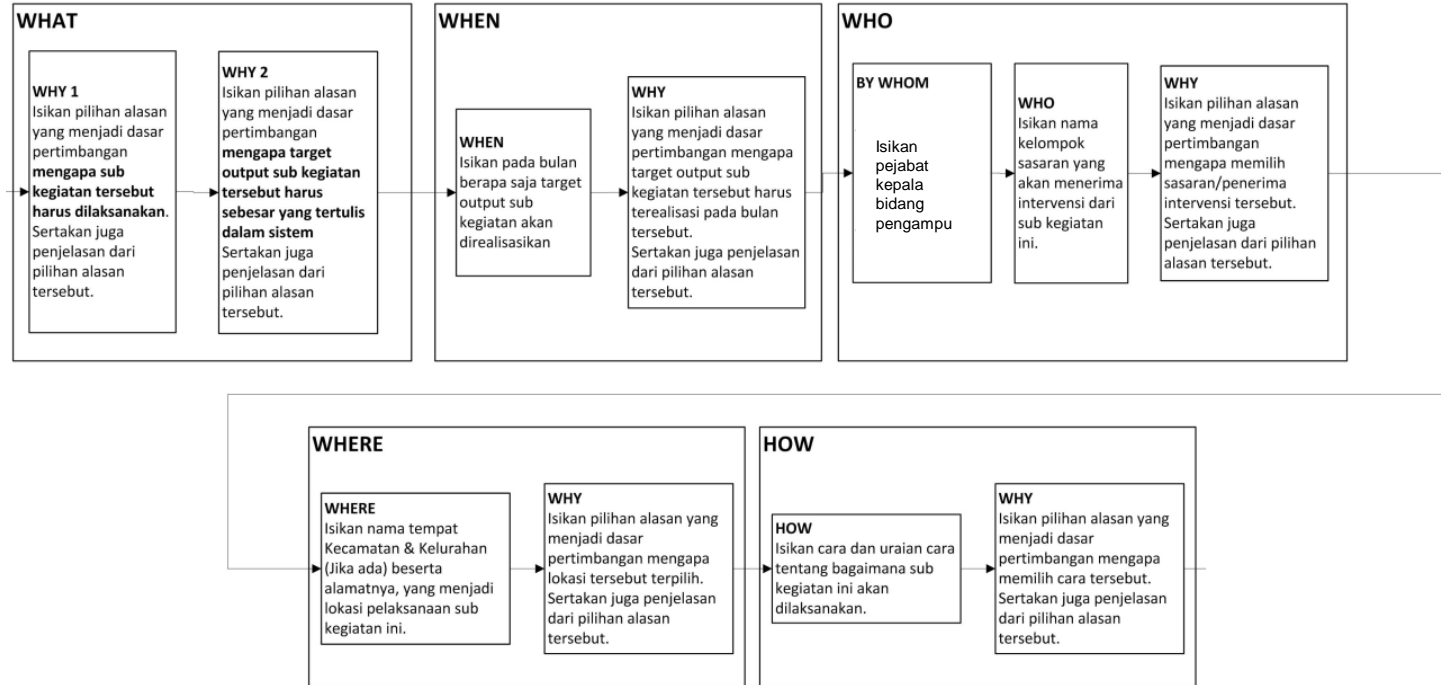 WHAT
WHY 1
Isikan pilihan alasan
yang menjadi dasar
pertimbangan
mengapa sub
kegiatan tersebut
harus dilaksanakan.
Sertakan juga
penjelasan dari
pilihan alasan
tersebut.
WHY 2
Isikan pilihan alasan
yang menjadi dasar
pertimbangan
mengapa target
output sub kegiatan
tersebut harus
sebesar yang tertulis
dalam sistem
Sertakan juga
penjelasan dari
pilihan alasan
tersebut.
WHEN
WHEN
Isikan pada bulan
berapa saja target
output sub
kegiatan akan
direalisasikan
WHY
Isikan pilihan alasan
yang menjadi dasar
pertimbangan mengapa
target output sub
kegiatan tersebut harus
terealisasi pada bulan
tersebut.
Sertakan juga penjelasan
dari pilihan alasan
tersebut.
WHO
BY WHOM
Isikan
pejabat
kepala
bidang
pengampu
WHO
Isikan nama
kelompok
sasaran yang
akan menerima
intervensi dari
sub kegiatan
ini.
WHY
Isikan pilihan alasan
yang menjadi dasar
pertimbangan
mengapa memilih
sasaran/penerima
intervensi tersebut.
Sertakan juga
penjelasan dari pilihan
alasan tersebut.
WHERE
WHERE
Isikan nama tempat
Kecamatan & Kelurahan
(Jika ada) beserta
alamatnya, yang menjadi
lokasi pelaksanaan sub
kegiatan ini.
WHY
Isikan pilihan alasan yang
menjadi dasar
pertimbangan mengapa
lokasi tersebut terpilih.
Sertakan juga penjelasan
dari pilihan alasan
tersebut.
HOW
HOW
Isikan cara dan uraian cara
tentang bagaimana sub
kegiatan ini akan
dilaksanakan.
WHY
Isikan pilihan alasan yang
menjadi dasar
pertimbangan mengapa
memilih cara tersebut.
Sertakan juga penjelasan
dari pilihan alasan
tersebut.